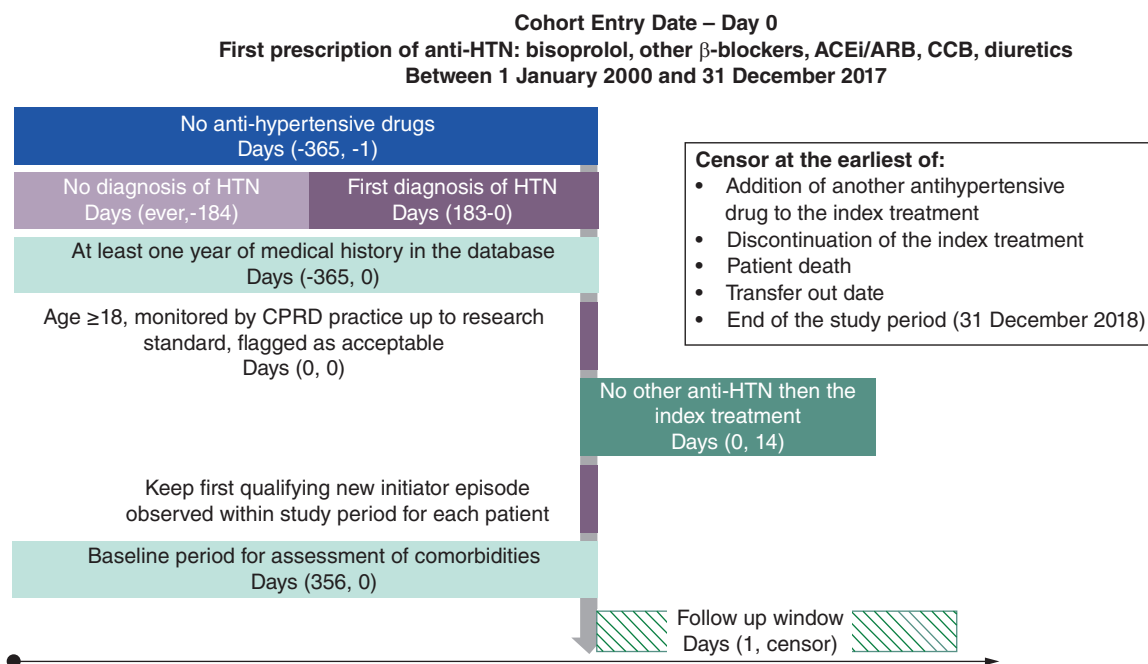 Cohort Entry Date – Day 0
First prescription of anti-HTN: bisoprolol, other β-blockers, ACEi/ARB, CCB, diuretics
Between 1 January 2000 and 31 December 2017
No anti-hypertensive drugs
Days (-365, -1)
No diagnosis of HTN
Days (ever,-184)
First diagnosis of HTN
Days (183-0)
At least one year of medical history in the database
Days (-365, 0)
Age ≥18, monitored by CPRD practice up to research
standard, flagged as acceptable
Days (0, 0)
No other anti-HTN then the
index treatment
Days (0, 14)
Keep first qualifying new initiator episode
observed within study period for each patient
Baseline period for assessment of comorbidities
Days (356, 0)
Follow up window
Days (1, censor)
Censor at the earliest of:
• Addition of another antihypertensive
drug to the index treatment
• Discontinuation of the index treatment
• Patient death
• Transfer out date
• End of the study period (31 December 2018)